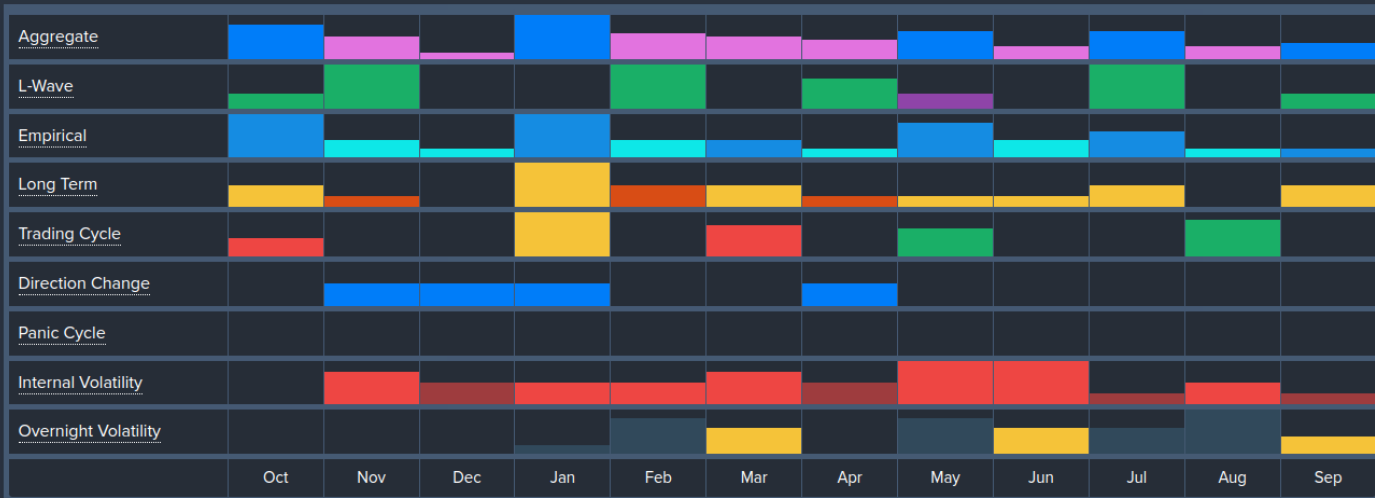 Aggregate
L-Wave
Empirical
Long Term
Trading Cycle
Direction Change
Panic Cycle
Internal Volatility
Overnight Volatility
Oct Nov Dec Jan Feb Mar Apr May Jun Jul Aug Sep